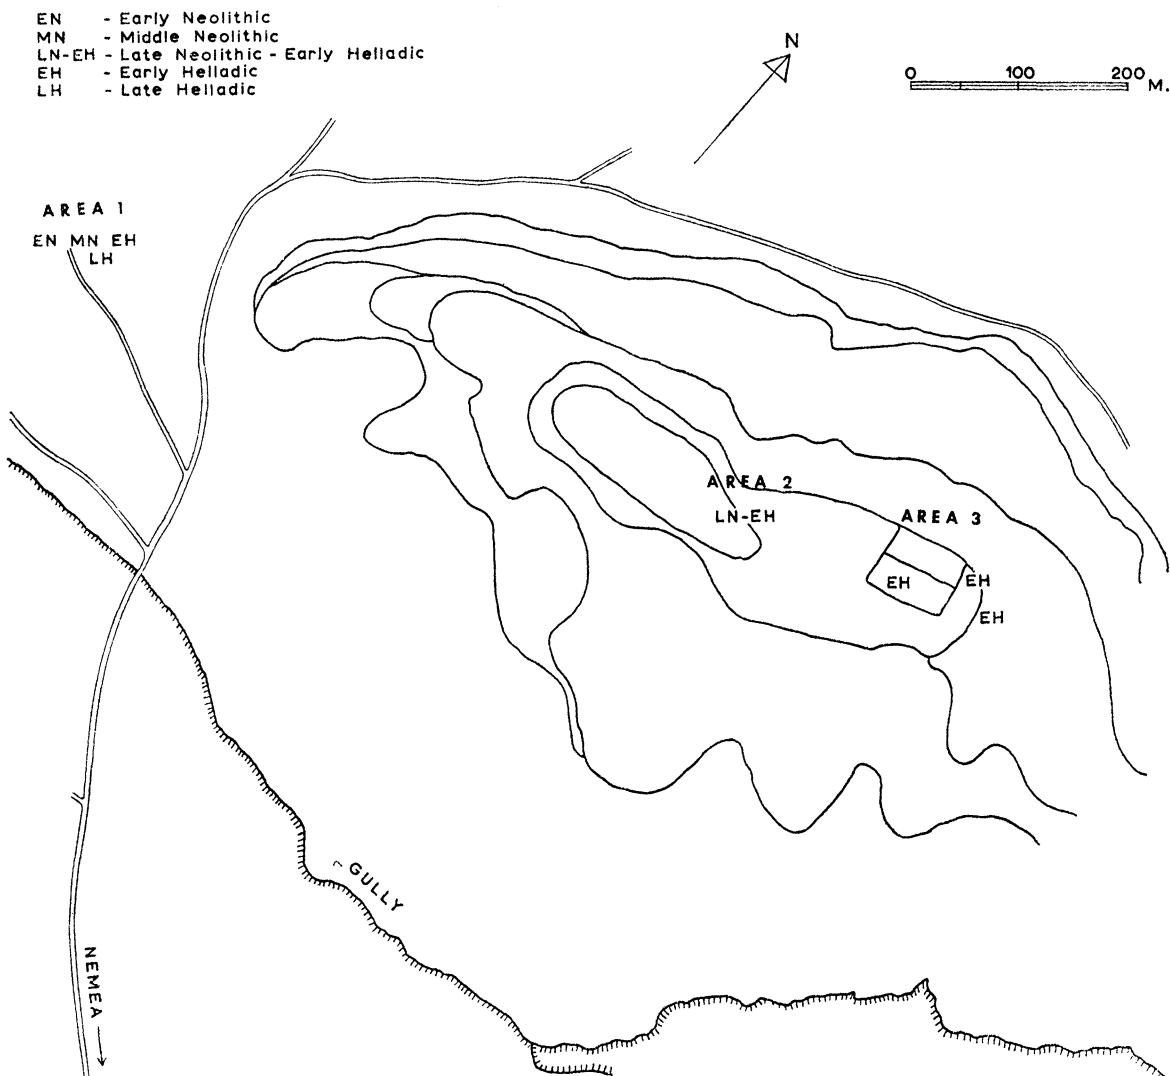 EN - Early Neolithic
MN - Middle Neolithic
LN-EH - Late Neolithic - Early Helladic
EH - Early Helladic
LH - Late Helladic
N
0 100 200 M.
AREA 1
EN MN EH
LH
AREA 2
LN-EH
AREA 3
EH
EH
EH
GULLY
NEMEA